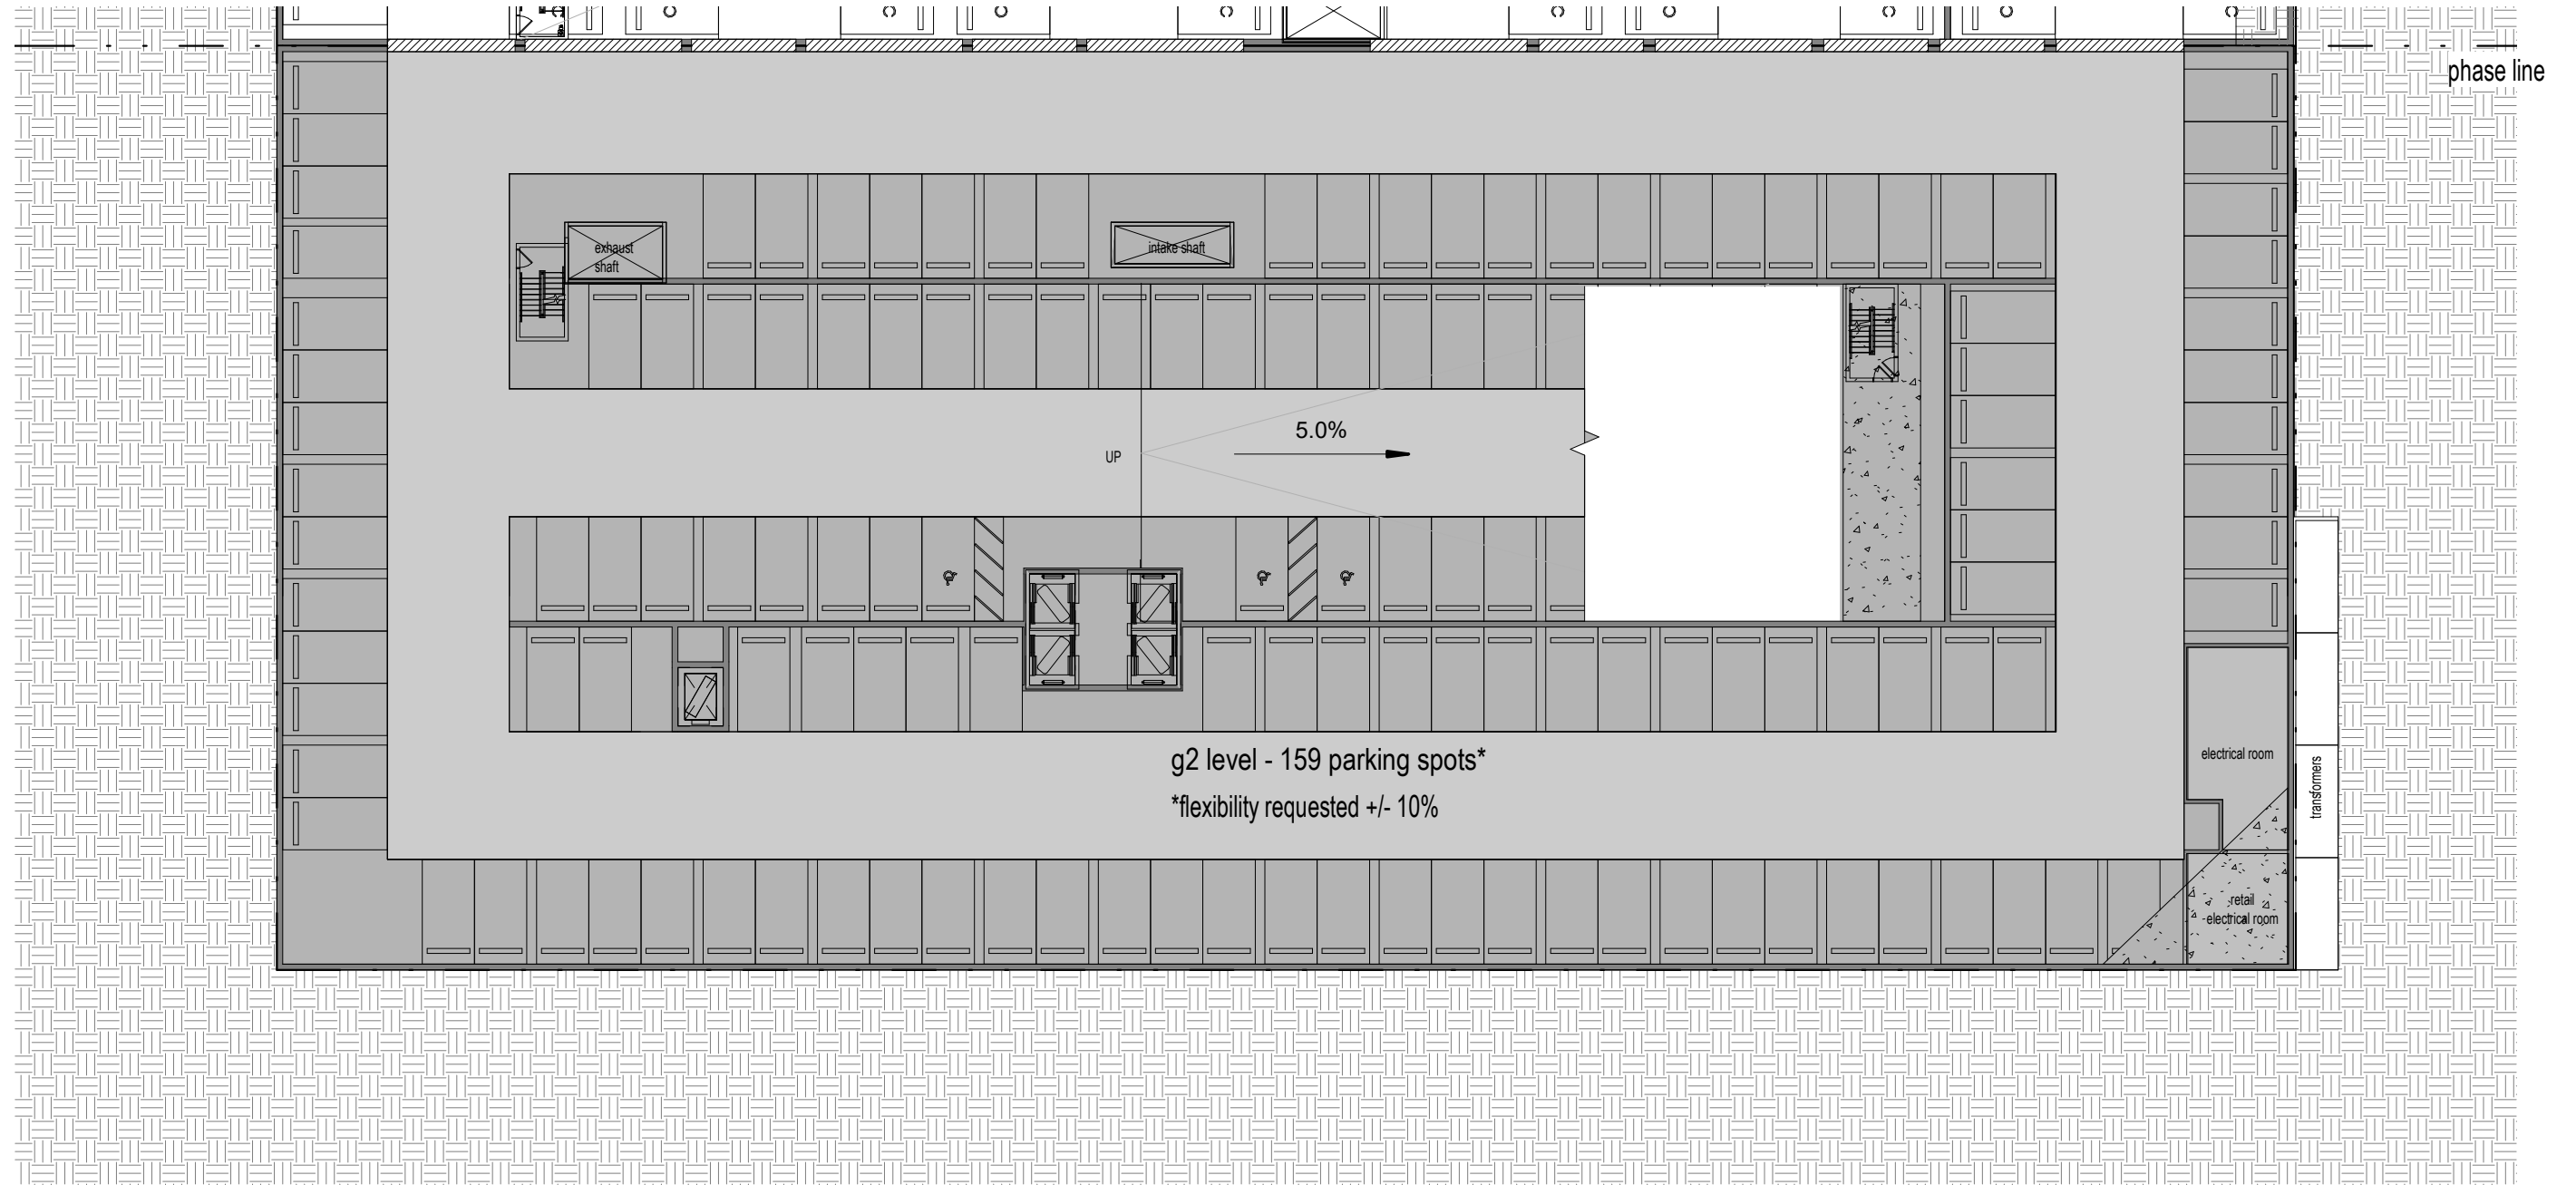 phase line
exhaust
shaft
intake shaft
5.0%
UP
g2 level - 159 parking spots*
*flexibility requested +/- 10%
electrical room
transformers
retail
electrical room